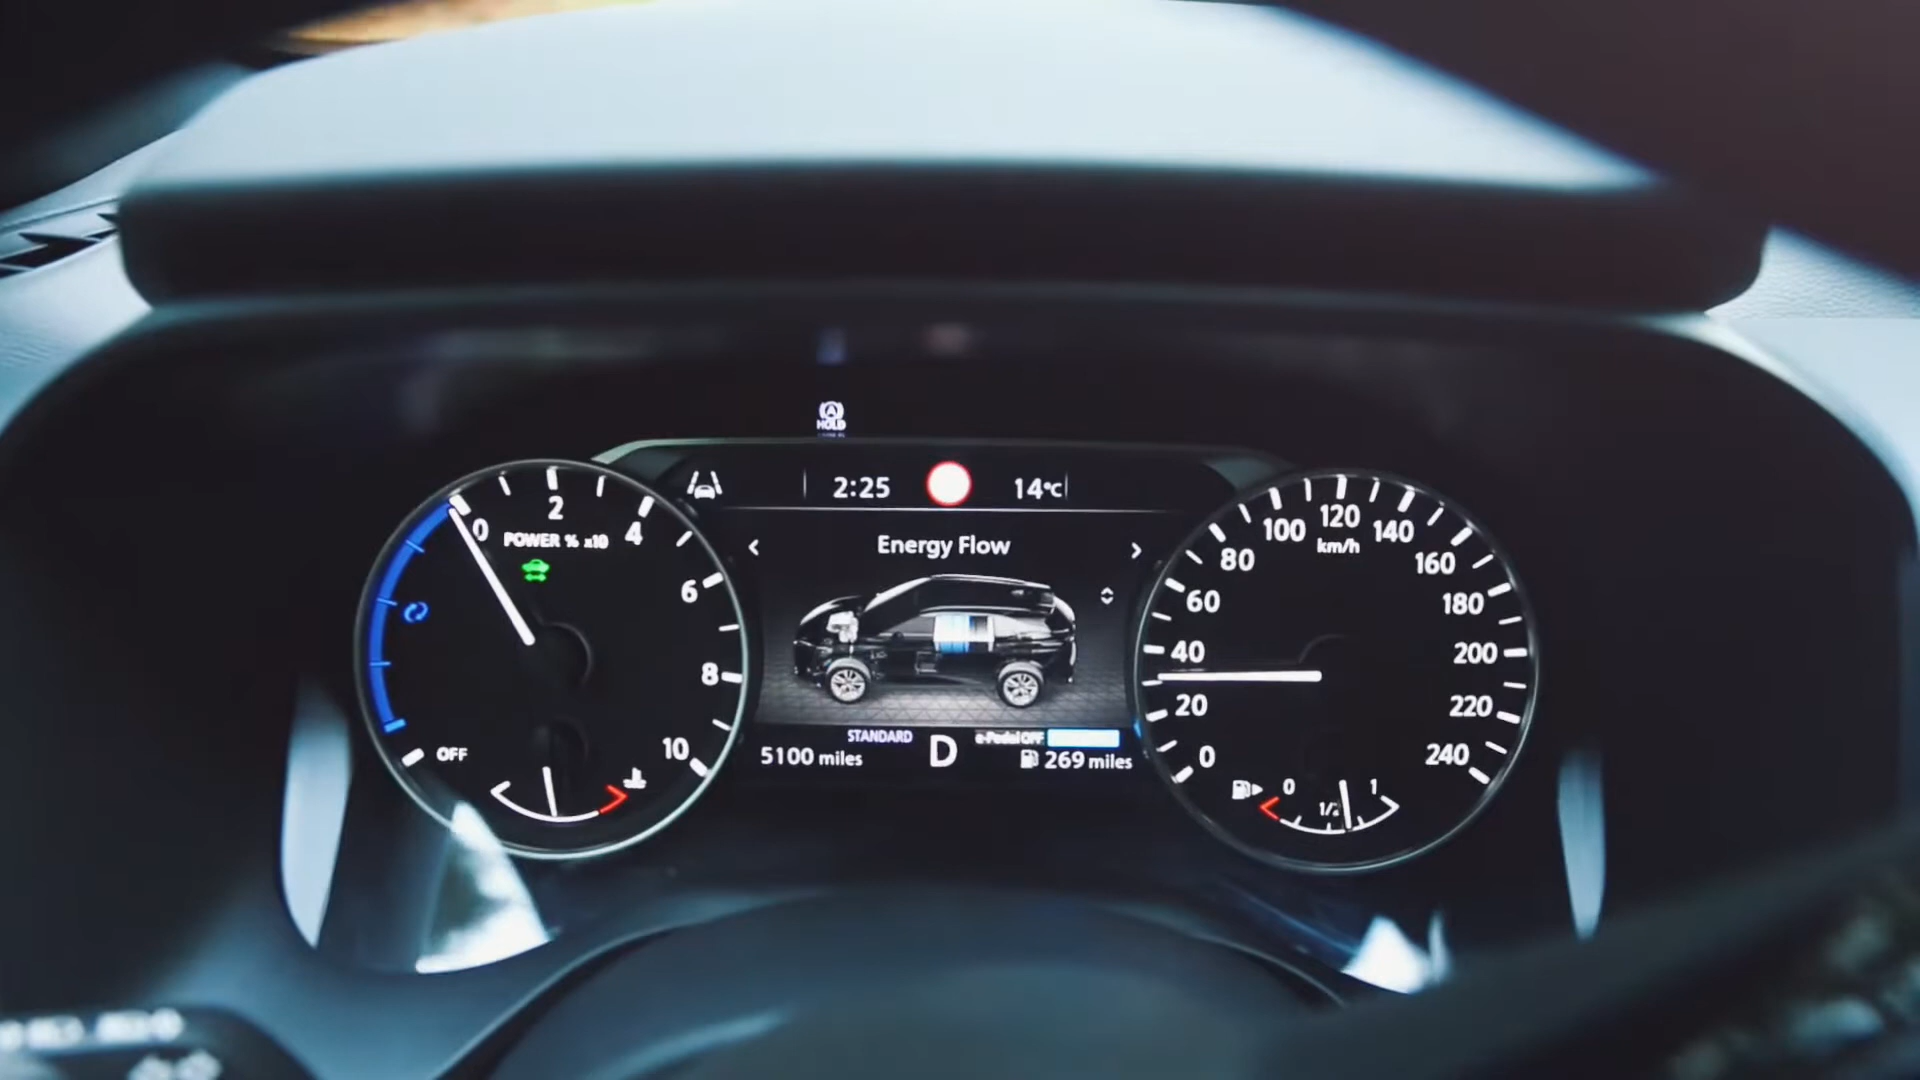 HOLD
2:25
14°C
Energy Flow
0
2
4
6
8
10
POWER % x10
OFF
STANDARD
D
e-Pedal OFF
5100 miles
269 miles
0
20
40
60
80
100
120
140
160
180
200
220
240
km/h
0
1/2
1